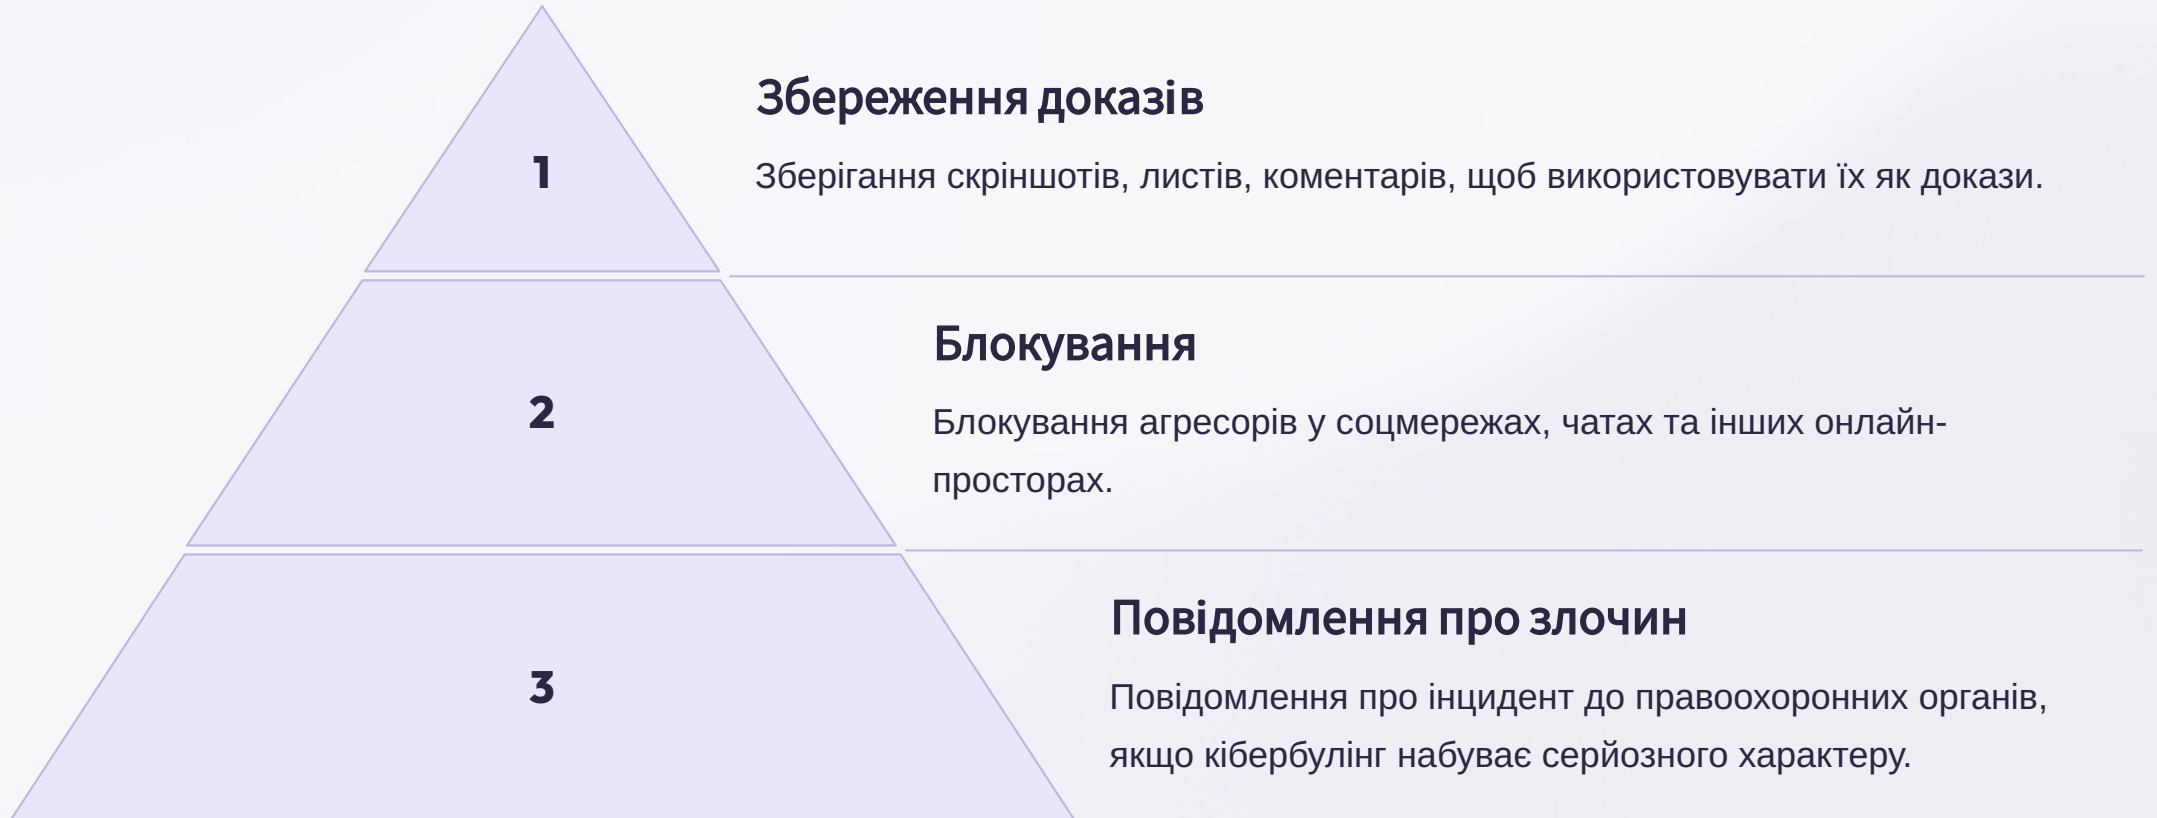 1
Збереження доказів
Зберігання скріншотів, листів, коментарів, щоб використовувати їх як докази.
2
Блокування
Блокування агресорів у соцмережах, чатах та інших онлайн-
просторах.
3
Повідомлення про злочин
Повідомлення про інцидент до правоохоронних органів,
якщо кібербулінг набуває серйозного характеру.